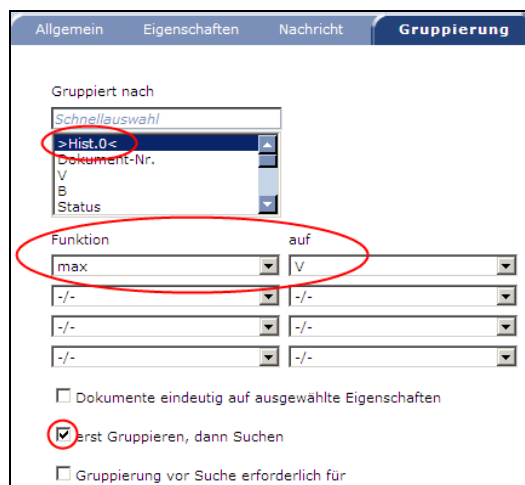 Allgemein Eigenschaften Nachricht Gruppierung
Gruppiert nach
Schnellauswahl
>Hist.0<
Dokument-Nr.
V
B
Status
Funktion auf
max V
-/- -/-
-/- -/-
-/- -/-
Dokumente eindeutig auf ausgewählte Eigenschaften
erst Gruppieren, dann Suchen
Gruppierung vor Suche erforderlich für